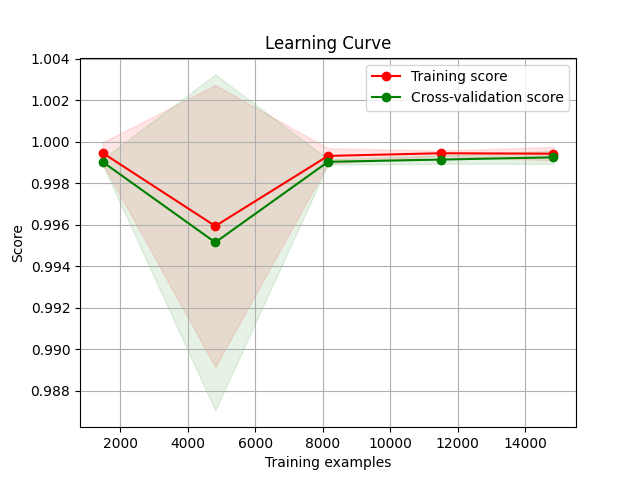 Learning Curve
Training score
Cross-validation score
1.004
1.002
1.000
0.998
0.996
0.994
0.992
0.990
0.988
Score
2000 4000 6000 8000 10000 12000 14000
Training examples